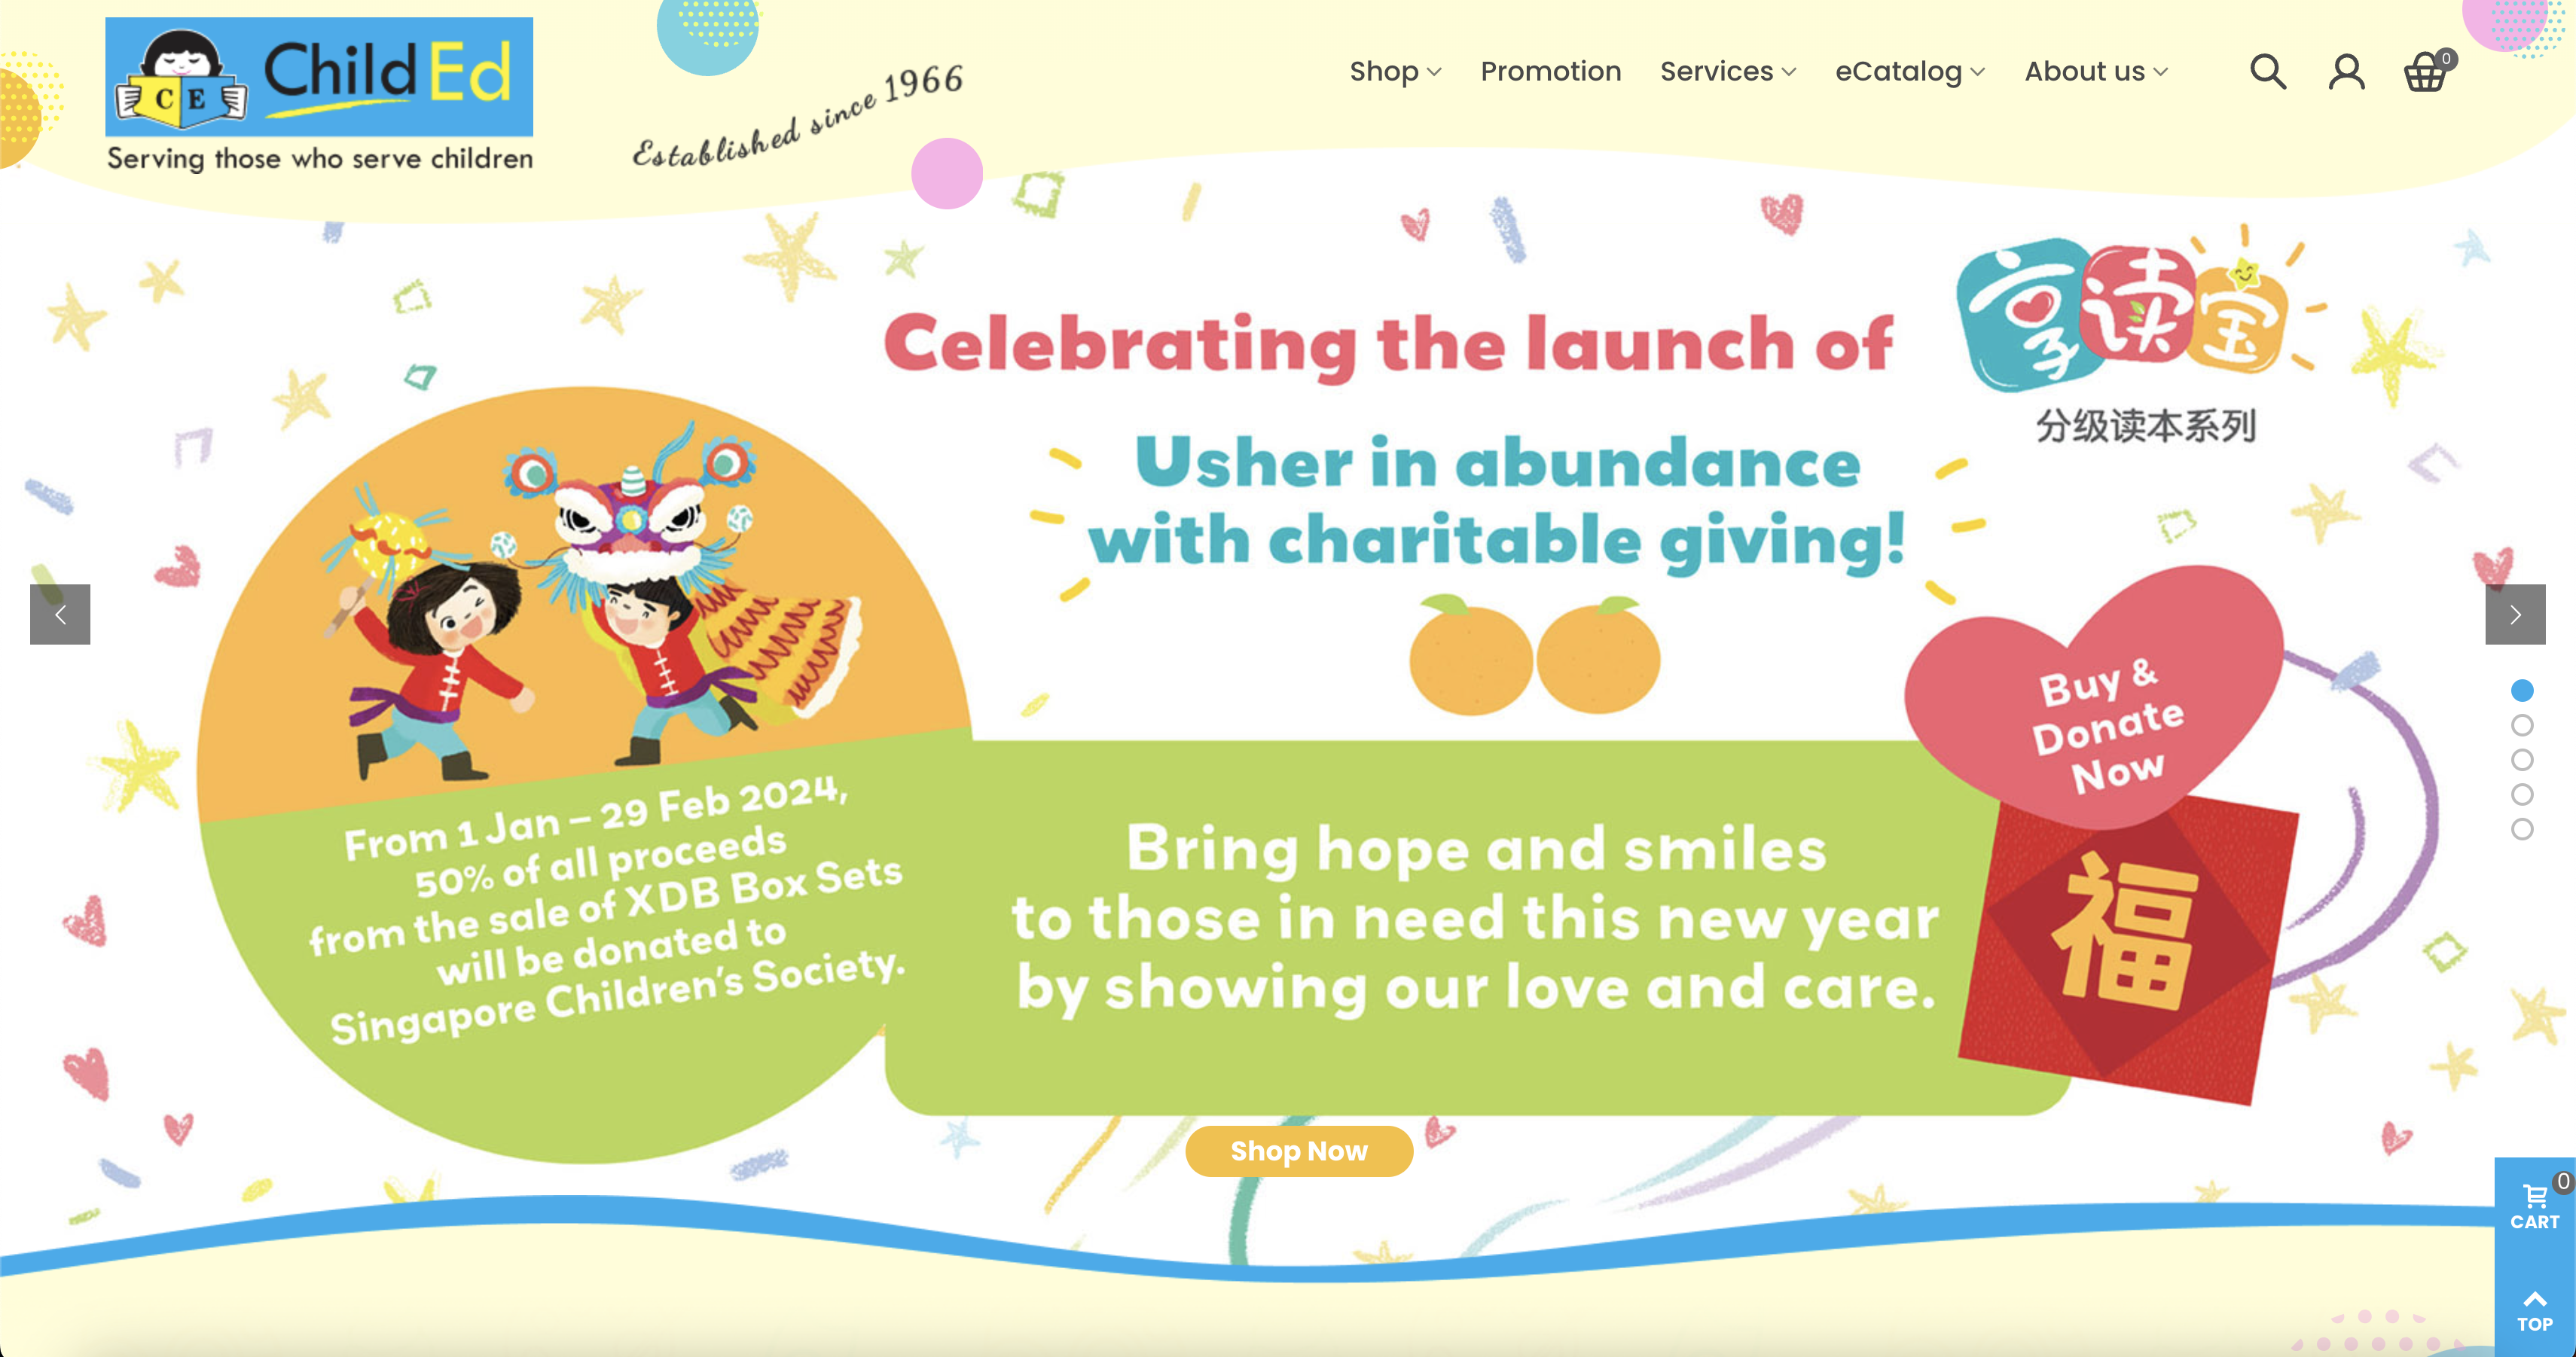 C E
Child Ed
Serving those who serve children
Established since 1966
Shop
Promotion
Services
eCatalog
About us
0
Celebrating the launch of
享读宝
分级读本系列
Usher in abundance
with charitable giving!
Buy &
Donate
Now
From 1 Jan – 29 Feb 2024,
50% of all proceeds
from the sale of XDB Box Sets
will be donated to
Singapore Children's Society.
Bring hope and smiles
to those in need this new year
by showing our love and care.
福
Shop Now
0
CART
TOP